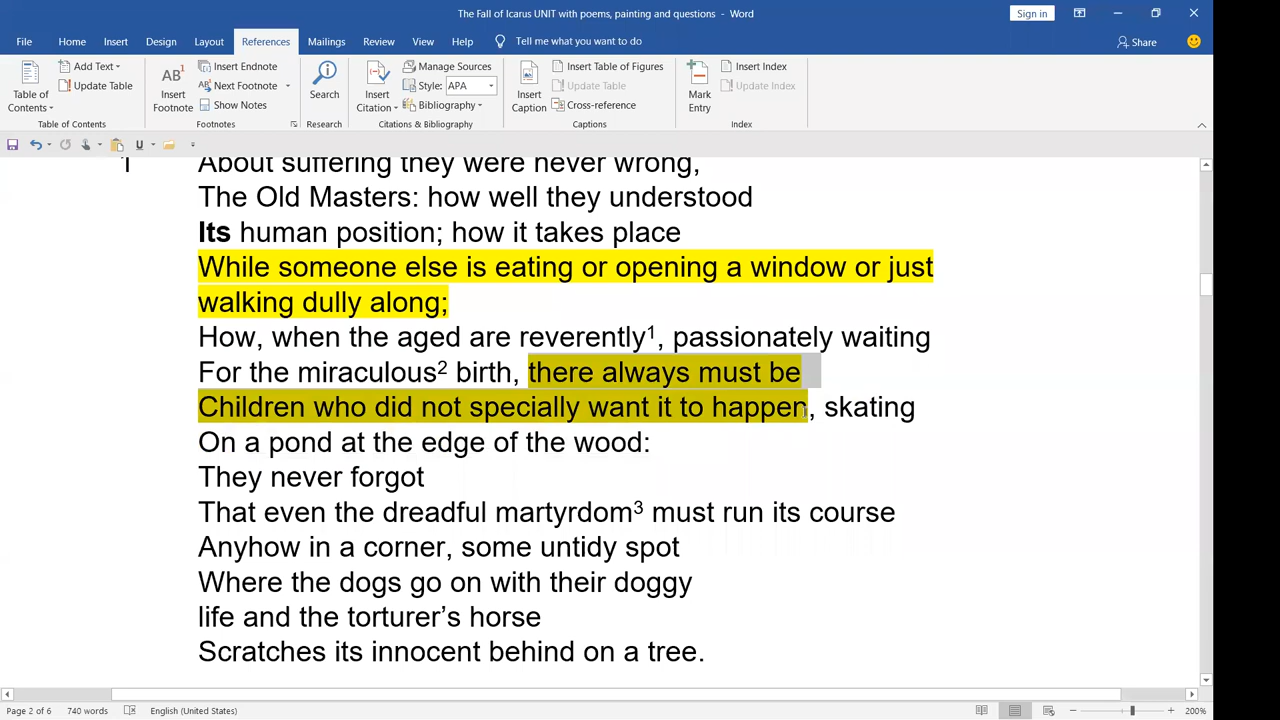 The Fall of Icarus UNIT with poems, painting and questions - Word
Sign in
File Home Insert Design Layout References Mailings Review View Help Tell me what you want to do Share
Table of Contents
Add Text
Update Table
Table of Contents
AB1
Insert Footnote
Insert Endnote
Next Footnote
Show Notes
Footnotes
Search
Research
Insert Citation
Manage Sources
Style: APA
Bibliography
Citations & Bibliography
Insert Caption
Insert Table of Figures
Update Table
Cross-reference
Captions
Mark Entry
Insert Index
Update Index
Index
1 About suffering they were never wrong,
The Old Masters: how well they understood
Its human position; how it takes place
While someone else is eating or opening a window or just
walking dully along;
How, when the aged are reverently¹, passionately waiting
For the miraculous² birth, there always must be
Children who did not specially want it to happen, skating
On a pond at the edge of the wood:
They never forgot
That even the dreadful martyrdom³ must run its course
Anyhow in a corner, some untidy spot
Where the dogs go on with their doggy
life and the torturer’s horse
Scratches its innocent behind on a tree.
Page 2 of 6 740 words English (United States) 200%